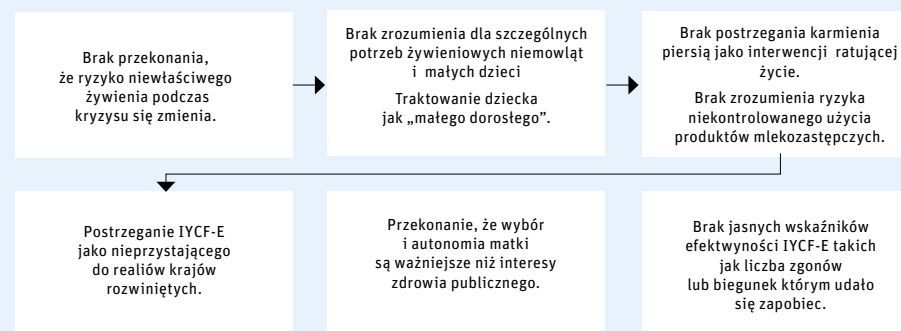 Brak przekonania,
że ryzyko niewłaściwego
żywienia podczas
kryzysu się zmienia.
Brak zrozumienia dla szczególnych
potrzeb żywieniowych niemowląt
i małych dzieci
Traktowanie dziecka
jak „małego dorosłego”.
Brak postrzegania karmienia
piersią jako interwencji ratującej
życie.
Brak zrozumienia ryzyka
niekontrolowanego użycia
produktów mlekozastępczych.
Postrzeganie IYCF-E
jako nieprzystającego
do realiów krajów
rozwiniętych.
Przekonanie, że wybór
i autonomia matki
są ważniejsze niż interesy
zdrowia publicznego.
Brak jasnych wskaźników
efektwyności IYCF-E takich
jak liczba zgonów
lub biegunek którym udało
się zapobiec.